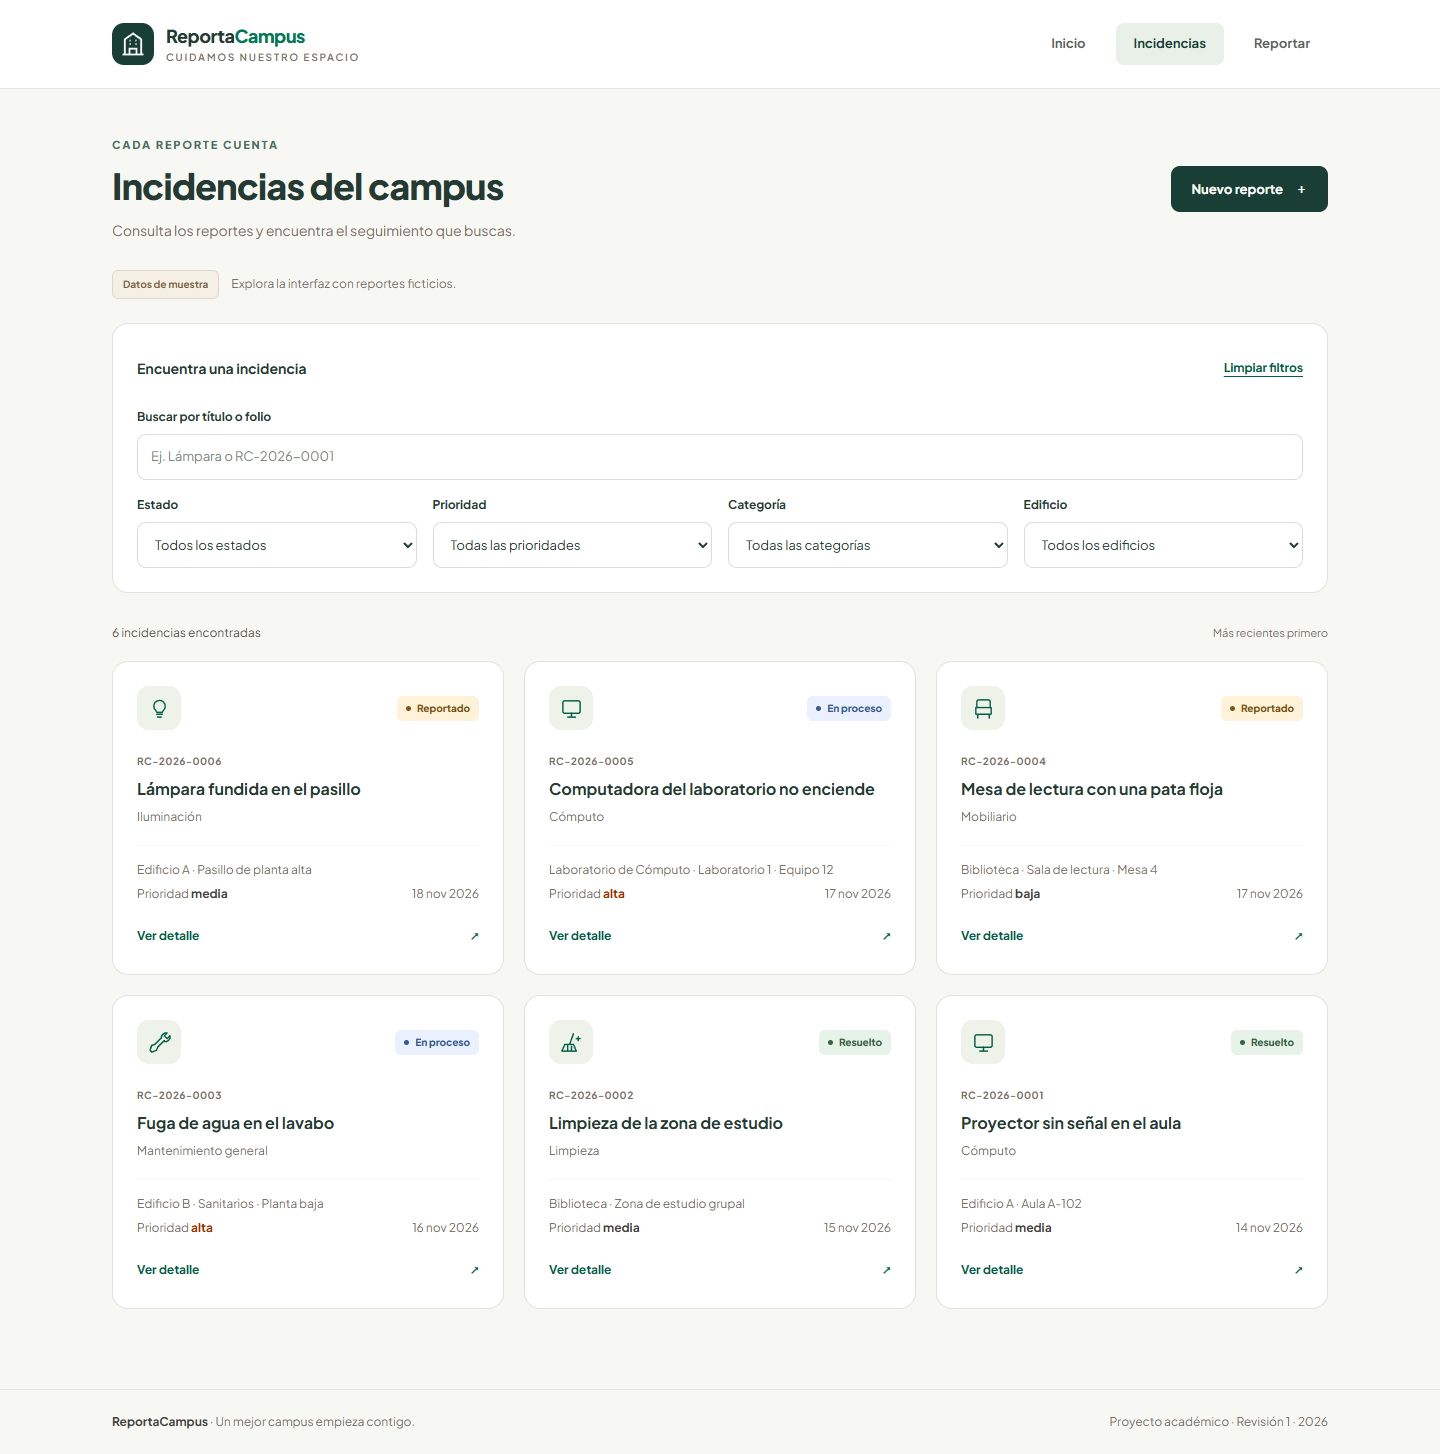 ReportaCampus
CUIDAMOS NUESTRO ESPACIO
Inicio
Incidencias
Reportar
CADA REPORTE CUENTA
Incidencias del campus
Nuevo reporte +
Consulta los reportes y encuentra el seguimiento que buscas.
Datos de muestra
Explora la interfaz con reportes ficticios.
Encuentra una incidencia
Limpiar filtros
Buscar por título o folio
Ej. Lámpara o RC-2026-0001
Estado
Prioridad
Categoría
Edificio
Todos los estados
Todas las prioridades
Todas las categorías
Todos los edificios
6 incidencias encontradas
Más recientes primero
Reportado
RC-2026-0006
Lámpara fundida en el pasillo
Iluminación
Edificio A · Pasillo de planta alta
Prioridad media
18 nov 2026
Ver detalle ↗
En proceso
RC-2026-0005
Computadora del laboratorio no enciende
Cómputo
Laboratorio de Cómputo · Laboratorio 1 · Equipo 12
Prioridad alta
17 nov 2026
Ver detalle ↗
Reportado
RC-2026-0004
Mesa de lectura con una pata floja
Mobiliario
Biblioteca · Sala de lectura · Mesa 4
Prioridad baja
17 nov 2026
Ver detalle ↗
En proceso
RC-2026-0003
Fuga de agua en el lavabo
Mantenimiento general
Edificio B · Sanitarios · Planta baja
Prioridad alta
16 nov 2026
Ver detalle ↗
Resuelto
RC-2026-0002
Limpieza de la zona de estudio
Limpieza
Biblioteca · Zona de estudio grupal
Prioridad media
15 nov 2026
Ver detalle ↗
Resuelto
RC-2026-0001
Proyector sin señal en el aula
Cómputo
Edificio A · Aula A-102
Prioridad media
14 nov 2026
Ver detalle ↗
ReportaCampus · Un mejor campus empieza contigo.
Proyecto académico · Revisión 1 · 2026